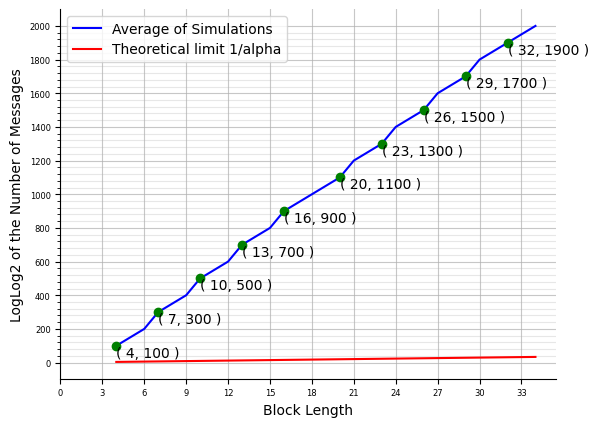 Average of Simulations
Theoretical limit 1/alpha
LogLog2 of the Number of Messages
2000
1800
1600
1400
1200
1000
800
600
400
200
0
( 32, 1900 )
( 29, 1700 )
( 26, 1500 )
( 23, 1300 )
( 20, 1100 )
( 16, 900 )
( 13, 700 )
( 10, 500 )
( 7, 300 )
( 4, 100 )
0 3 6 9 12 15 18 21 24 27 30 33
Block Length